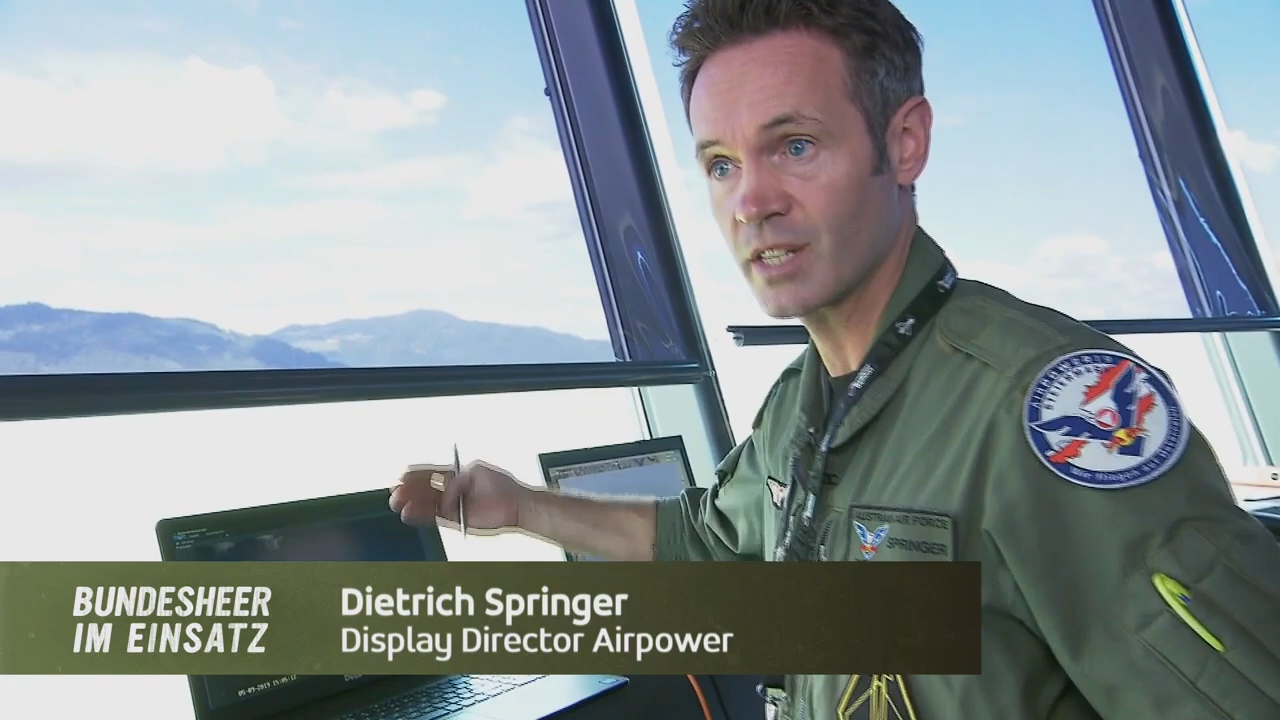 AUSTRIAN AIR FORCE
SPRINGER
BUNDESHEER
IM EINSATZ
Dietrich Springer
Display Director Airpower